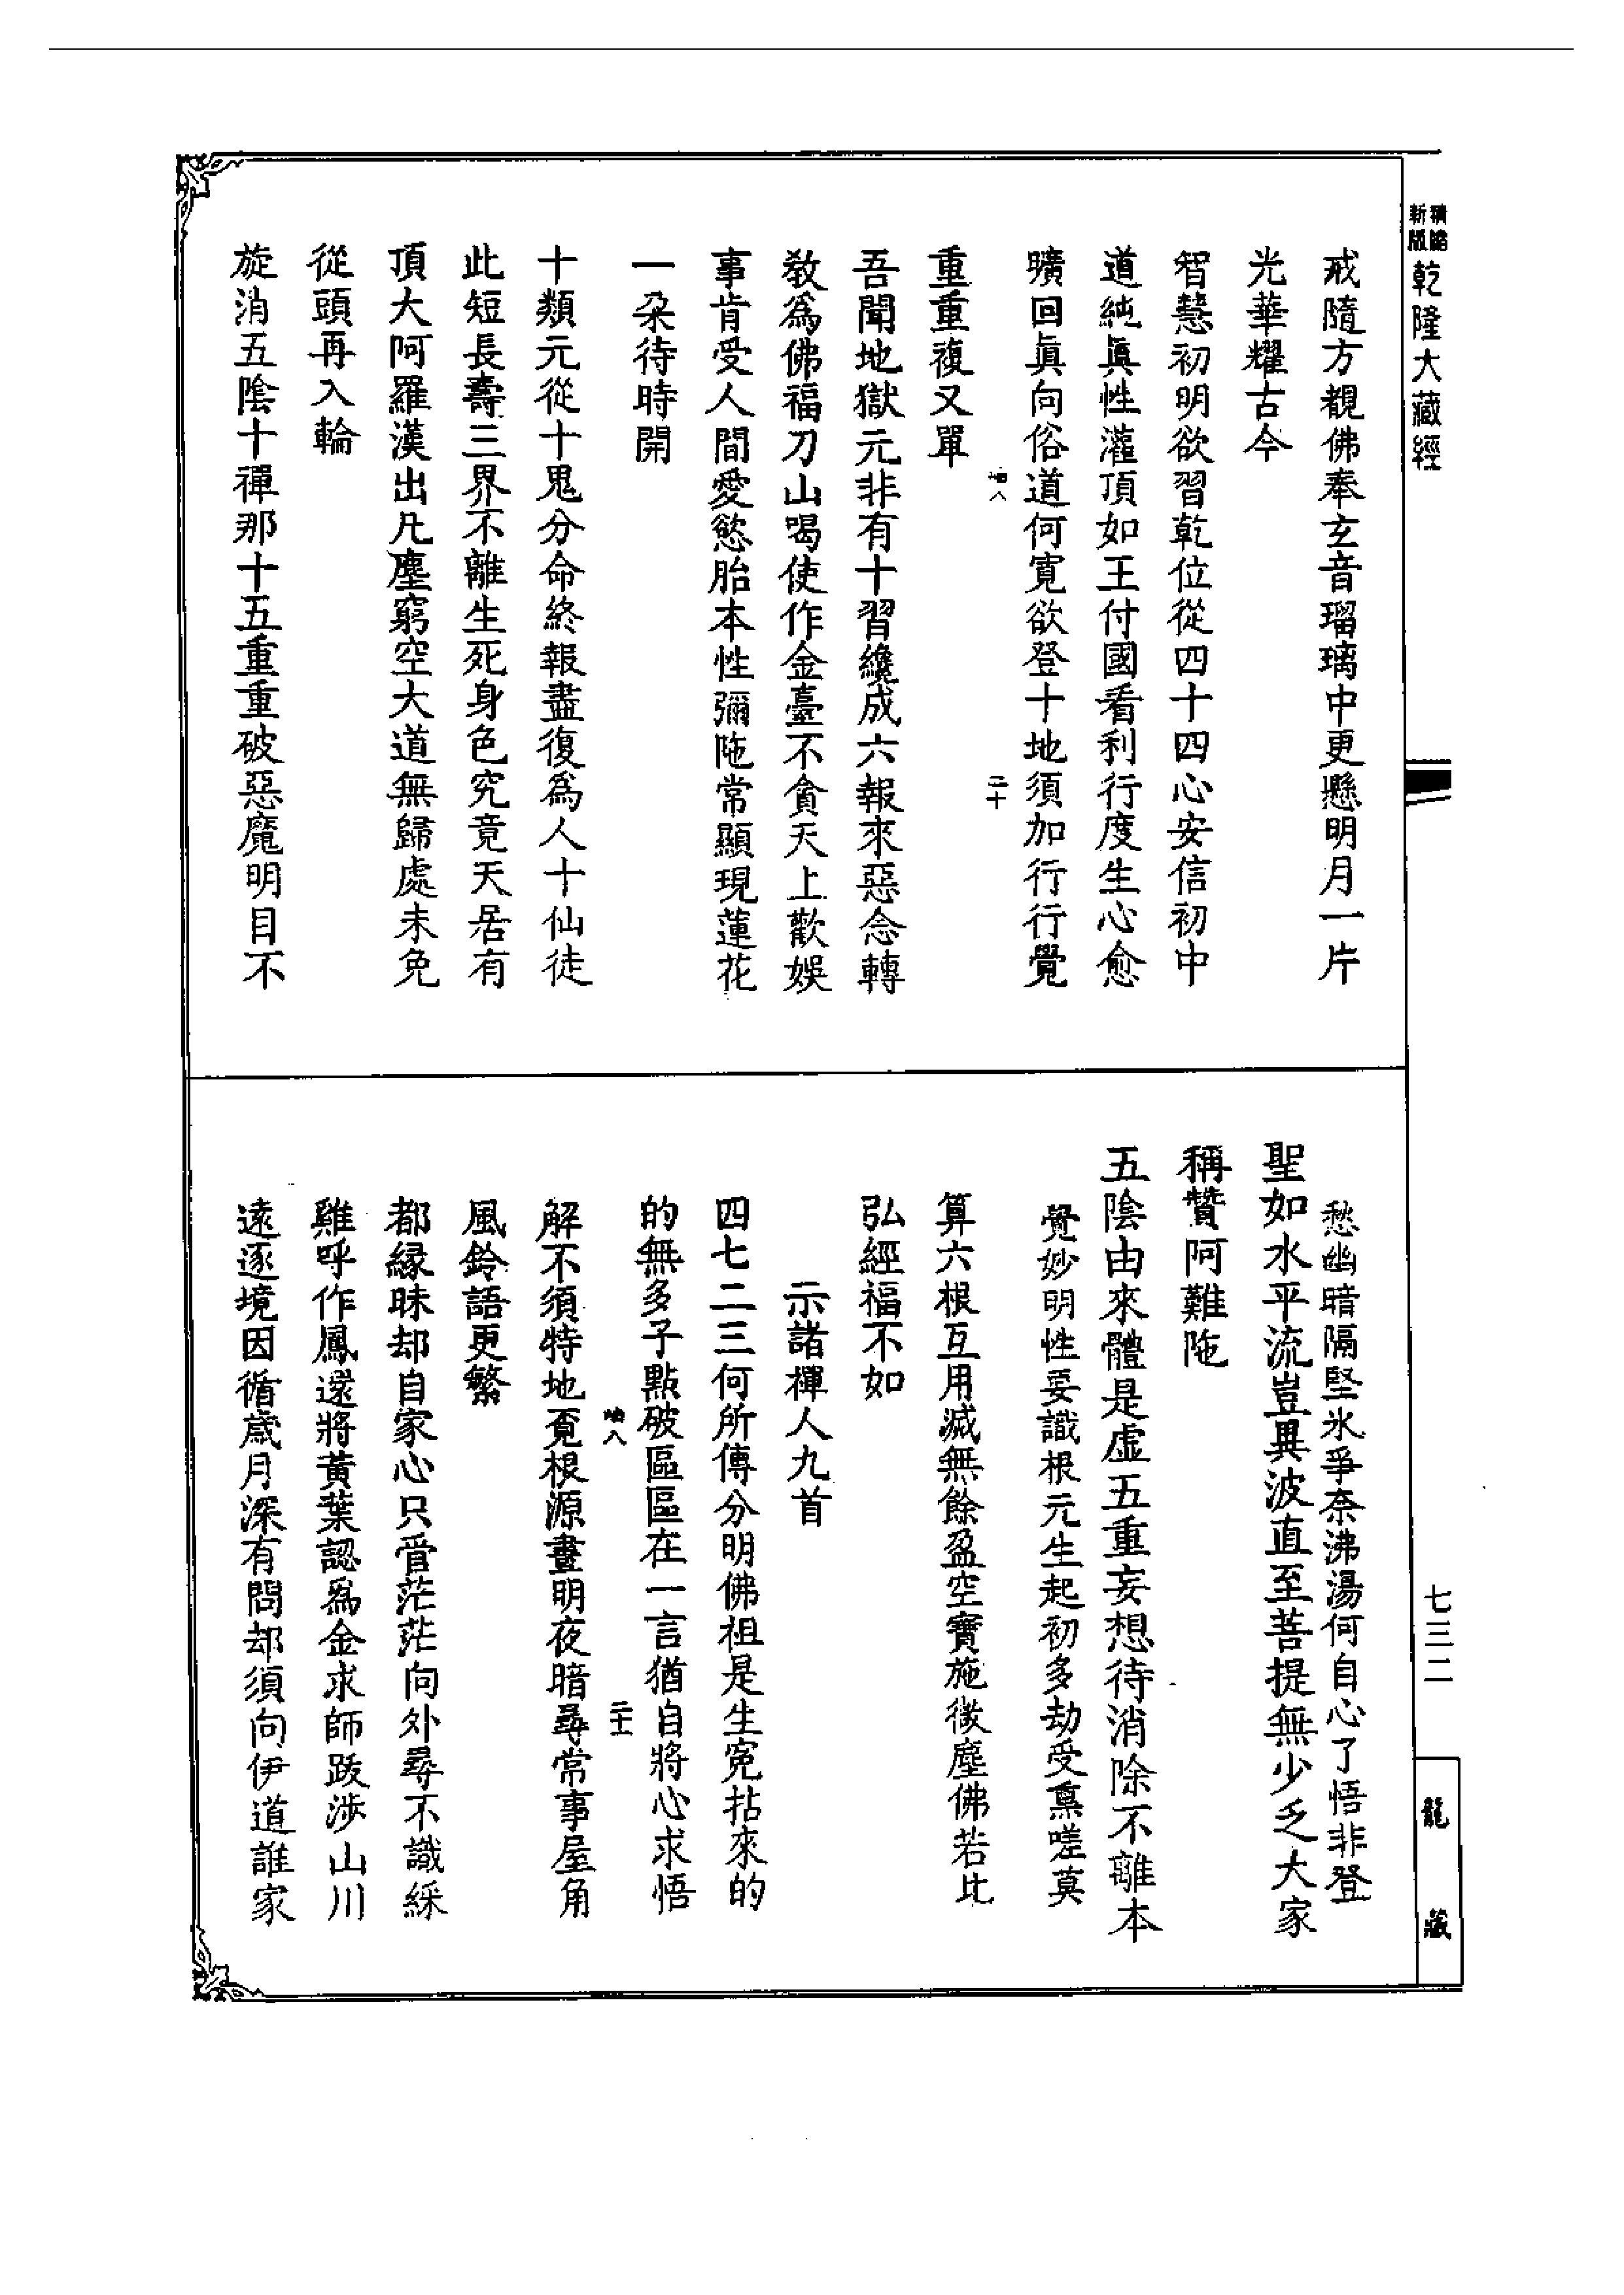 新版
精縮
乾隆大藏經
戒隨方覩佛奉玄音瑠璃中更懸明月一片
光華耀古今
智慧初明欲習乾位從四十四心安信初中
道純眞性灌頂如王付國看利行度生心愈
曠回眞向俗道何寬欲登十地須加行行覺
二十
重重復又單
吾聞地獄元非有十習纔成六報來惡念轉
敎爲佛福刀山喝使作金臺不貪天上歡娛
事肯受人間愛慾胎本性彌陁常顯現蓮花
一朶待時開
十類元從十鬼分命終報盡復爲人十仙徒
此短長壽三界不離生死身色究竟天居有
頂大阿羅漢出凡塵窮空大道無歸處未免
從頭再入輪
旋消五陰十禪那十五重重破惡魔明目不
愁幽暗隔堅氷爭奈沸湯何自心了悟非登
聖如水平流豈異波直至菩提無少乏大家
稱贊阿難陁
五陰由來體是虛五重妄想待消除不離本
覺妙明性要識根元生起初多劫受熏嗟莫
算六根互用滅無餘盈空寶施微塵佛若比
弘經福不如
示諸禪人九首
四七二三何所傳分明佛祖是生寃拈來的
的無多子點破區區在一言猶自將心求悟
二十一
解不須特地覔根源晝明夜暗尋常事屋角
風鈴語更繁
都緣昧却自家心只管茫茫向外尋不識綵
雞呼作鳳還將黃葉認爲金求師跋涉山川
遠逐境因循歲月深有問却須向伊道誰家
七三二
龍藏